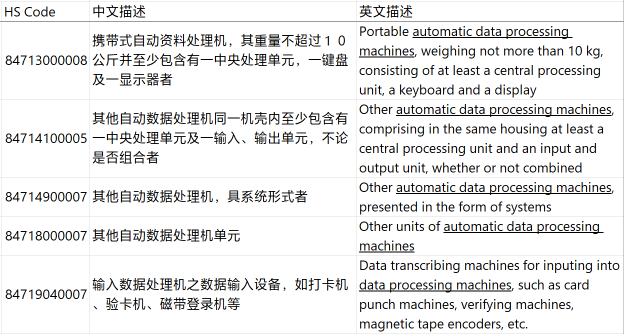 HS Code 中文描述 英文描述
84713000008
携带式自动资料处理机，其重量不超过１０
公斤并至少包含有一中央处理单元，一键盘
及一显示器者
Portable automatic data processing
machines, weighing not more than 10 kg,
consisting of at least a central processing
unit, a keyboard and a display
84714100005
其他自动数据处理机同一机壳内至少包含有
一中央处理单元及一输入、输出单元，不论
是否组合者
Other automatic data processing machines,
comprising in the same housing at least a
central processing unit and an input and
output unit, whether or not combined
84714900007
其他自动数据处理机，具系统形式者
Other automatic data processing machines,
presented in the form of systems
84718000007
其他自动数据处理机单元
Other units of automatic data processing
machines
84719040007
输入数据处理机之数据输入设备，如打卡机
、验卡机、磁带登录机等
Data transcribing machines for inputing into
data processing machines, such as card
punch machines, verifying machines,
magnetic tape encoders, etc.